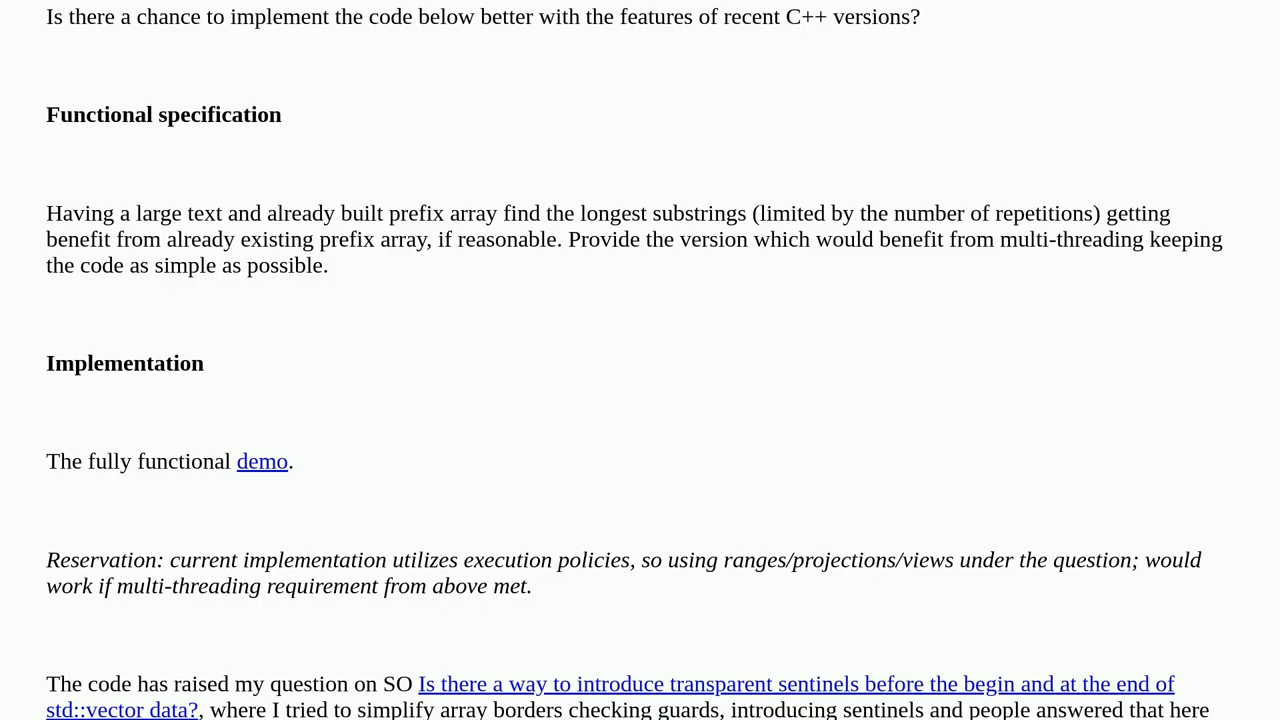 Is there a chance to implement the code below better with the features of recent C++ versions?
Functional specification
Having a large text and already built prefix array find the longest substrings (limited by the number of repetitions) getting
benefit from already existing prefix array, if reasonable. Provide the version which would benefit from multi-threading keeping
the code as simple as possible.
Implementation
The fully functional demo.
Reservation: current implementation utilizes execution policies, so using ranges/projections/views under the question; would
work if multi-threading requirement from above met.
The code has raised my question on SO Is there a way to introduce transparent sentinels before the begin and at the end of
std::vector data?, where I tried to simplify array borders checking guards, introducing sentinels and people answered that here